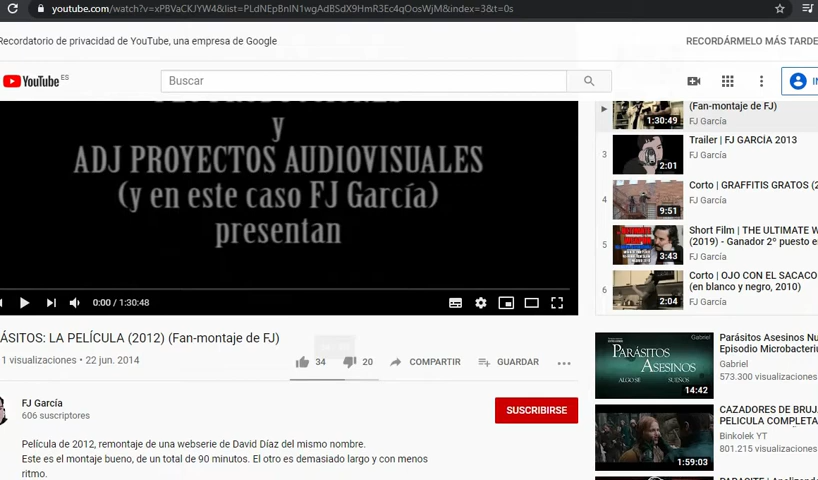 youtube.com/watch?v=xPBVaCKJYW4&list=PLdNEpBnIN1wgAdBSdX9HmR3Ec4qOosWjM&index=3&t=0s
Recordatorio de privacidad de YouTube, una empresa de Google
RECORDÁRMELO MÁS TARDE
YouTube ES
Buscar
y
ADJ PROYECTOS AUDIOVISUALES
(y en este caso FJ García)
presentan
0:00 / 1:30:48
ÁSITOS: LA PELÍCULA (2012) (Fan-montaje de FJ)
1 visualizaciones • 22 jun. 2014
34
20
COMPARTIR
GUARDAR
FJ García
606 suscriptores
SUSCRIBIRSE
Película de 2012, remontaje de una webserie de David Díaz del mismo nombre.
Este es el montaje bueno, de un total de 90 minutos. El otro es demasiado largo y con menos
ritmo.
1:30:49
(Fan-montaje de FJ)
FJ García
3
2:01
Trailer | FJ GARCÍA 2013
FJ García
4
9:51
Corto | GRAFFITIS GRATOS (2
FJ García
5
3:43
Short Film | THE ULTIMATE W
(2019) - Ganador 2º puesto e
FJ García
6
2:04
Corto | OJO CON EL SACACO
(en blanco y negro, 2010)
FJ García
Gabriel
PARÁSITOS
ASESINOS
14:42
Parásitos Asesinos Nu
Episodio Microbacteriu
Gabriel
573.300 visualizacione
1:59:03
CAZADORES DE BRUJ
PELICULA COMPLETA
Binkolek YT
801.215 visualizacione